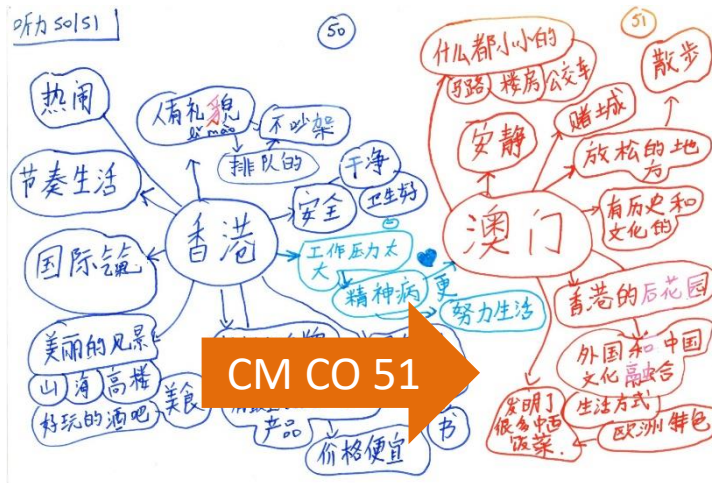 听力 50/51
50
热闹
人有礼貌
lǐ mào
不吵架
排队的
节奏生活
干净
安全
卫生好
香港
国际
工作压力太
大
精神病
更
努力生活
美丽的风景
山
海
高楼
美食
好玩的酒吧
产品
价格便宜
书
CM CO 51
51
什么都小小的
马路
楼房
公交车
散步
赌城
安静
放松的地
方
澳门
有历史和
文化的
香港的后花园
外国和中国
文化融合
生活方式
发明了
很多中西
饭菜.
欧洲特色